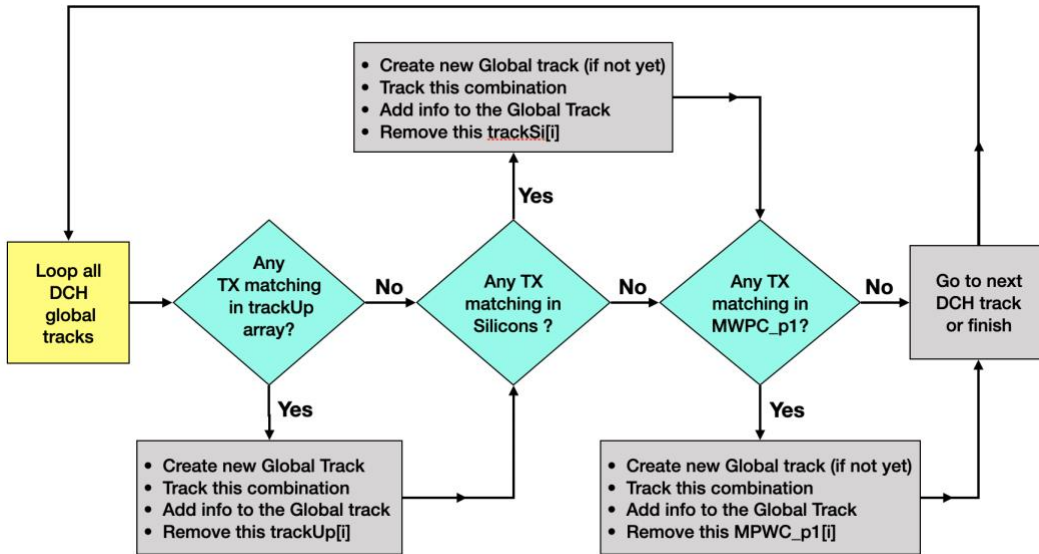 • Create new Global track (if not yet)
• Track this combination
• Add info to the Global Track
• Remove this trackSi[i]
Yes
Loop all
DCH
global
tracks
Any
TX matching
in trackUp
array?
No
Any TX
matching in
Silicons ?
No
Any TX
matching in
MWPC_p1?
No
Go to next
DCH track
or finish
Yes
• Create new Global Track
• Track this combination
• Add info to the Global track
• Remove this trackUp[i]
Yes
• Create new Global track (if not yet)
• Track this combination
• Add info to the Global Track
• Remove this MPWC_p1[i]